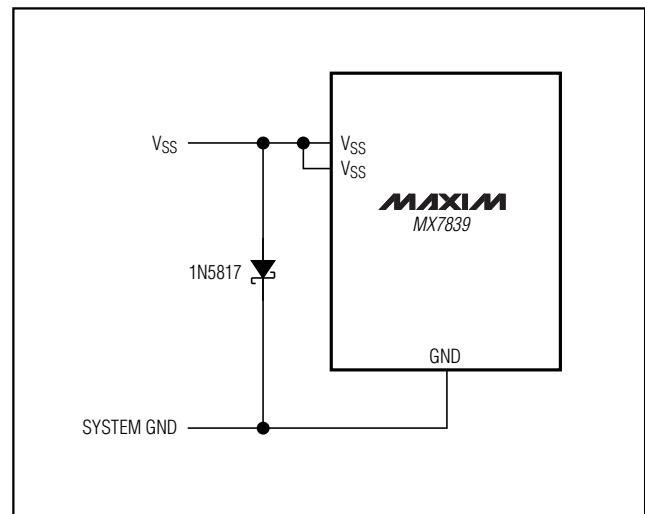 VSS
VSS
VSS
MAXIM
MX7839
1N5817
GND
SYSTEM GND